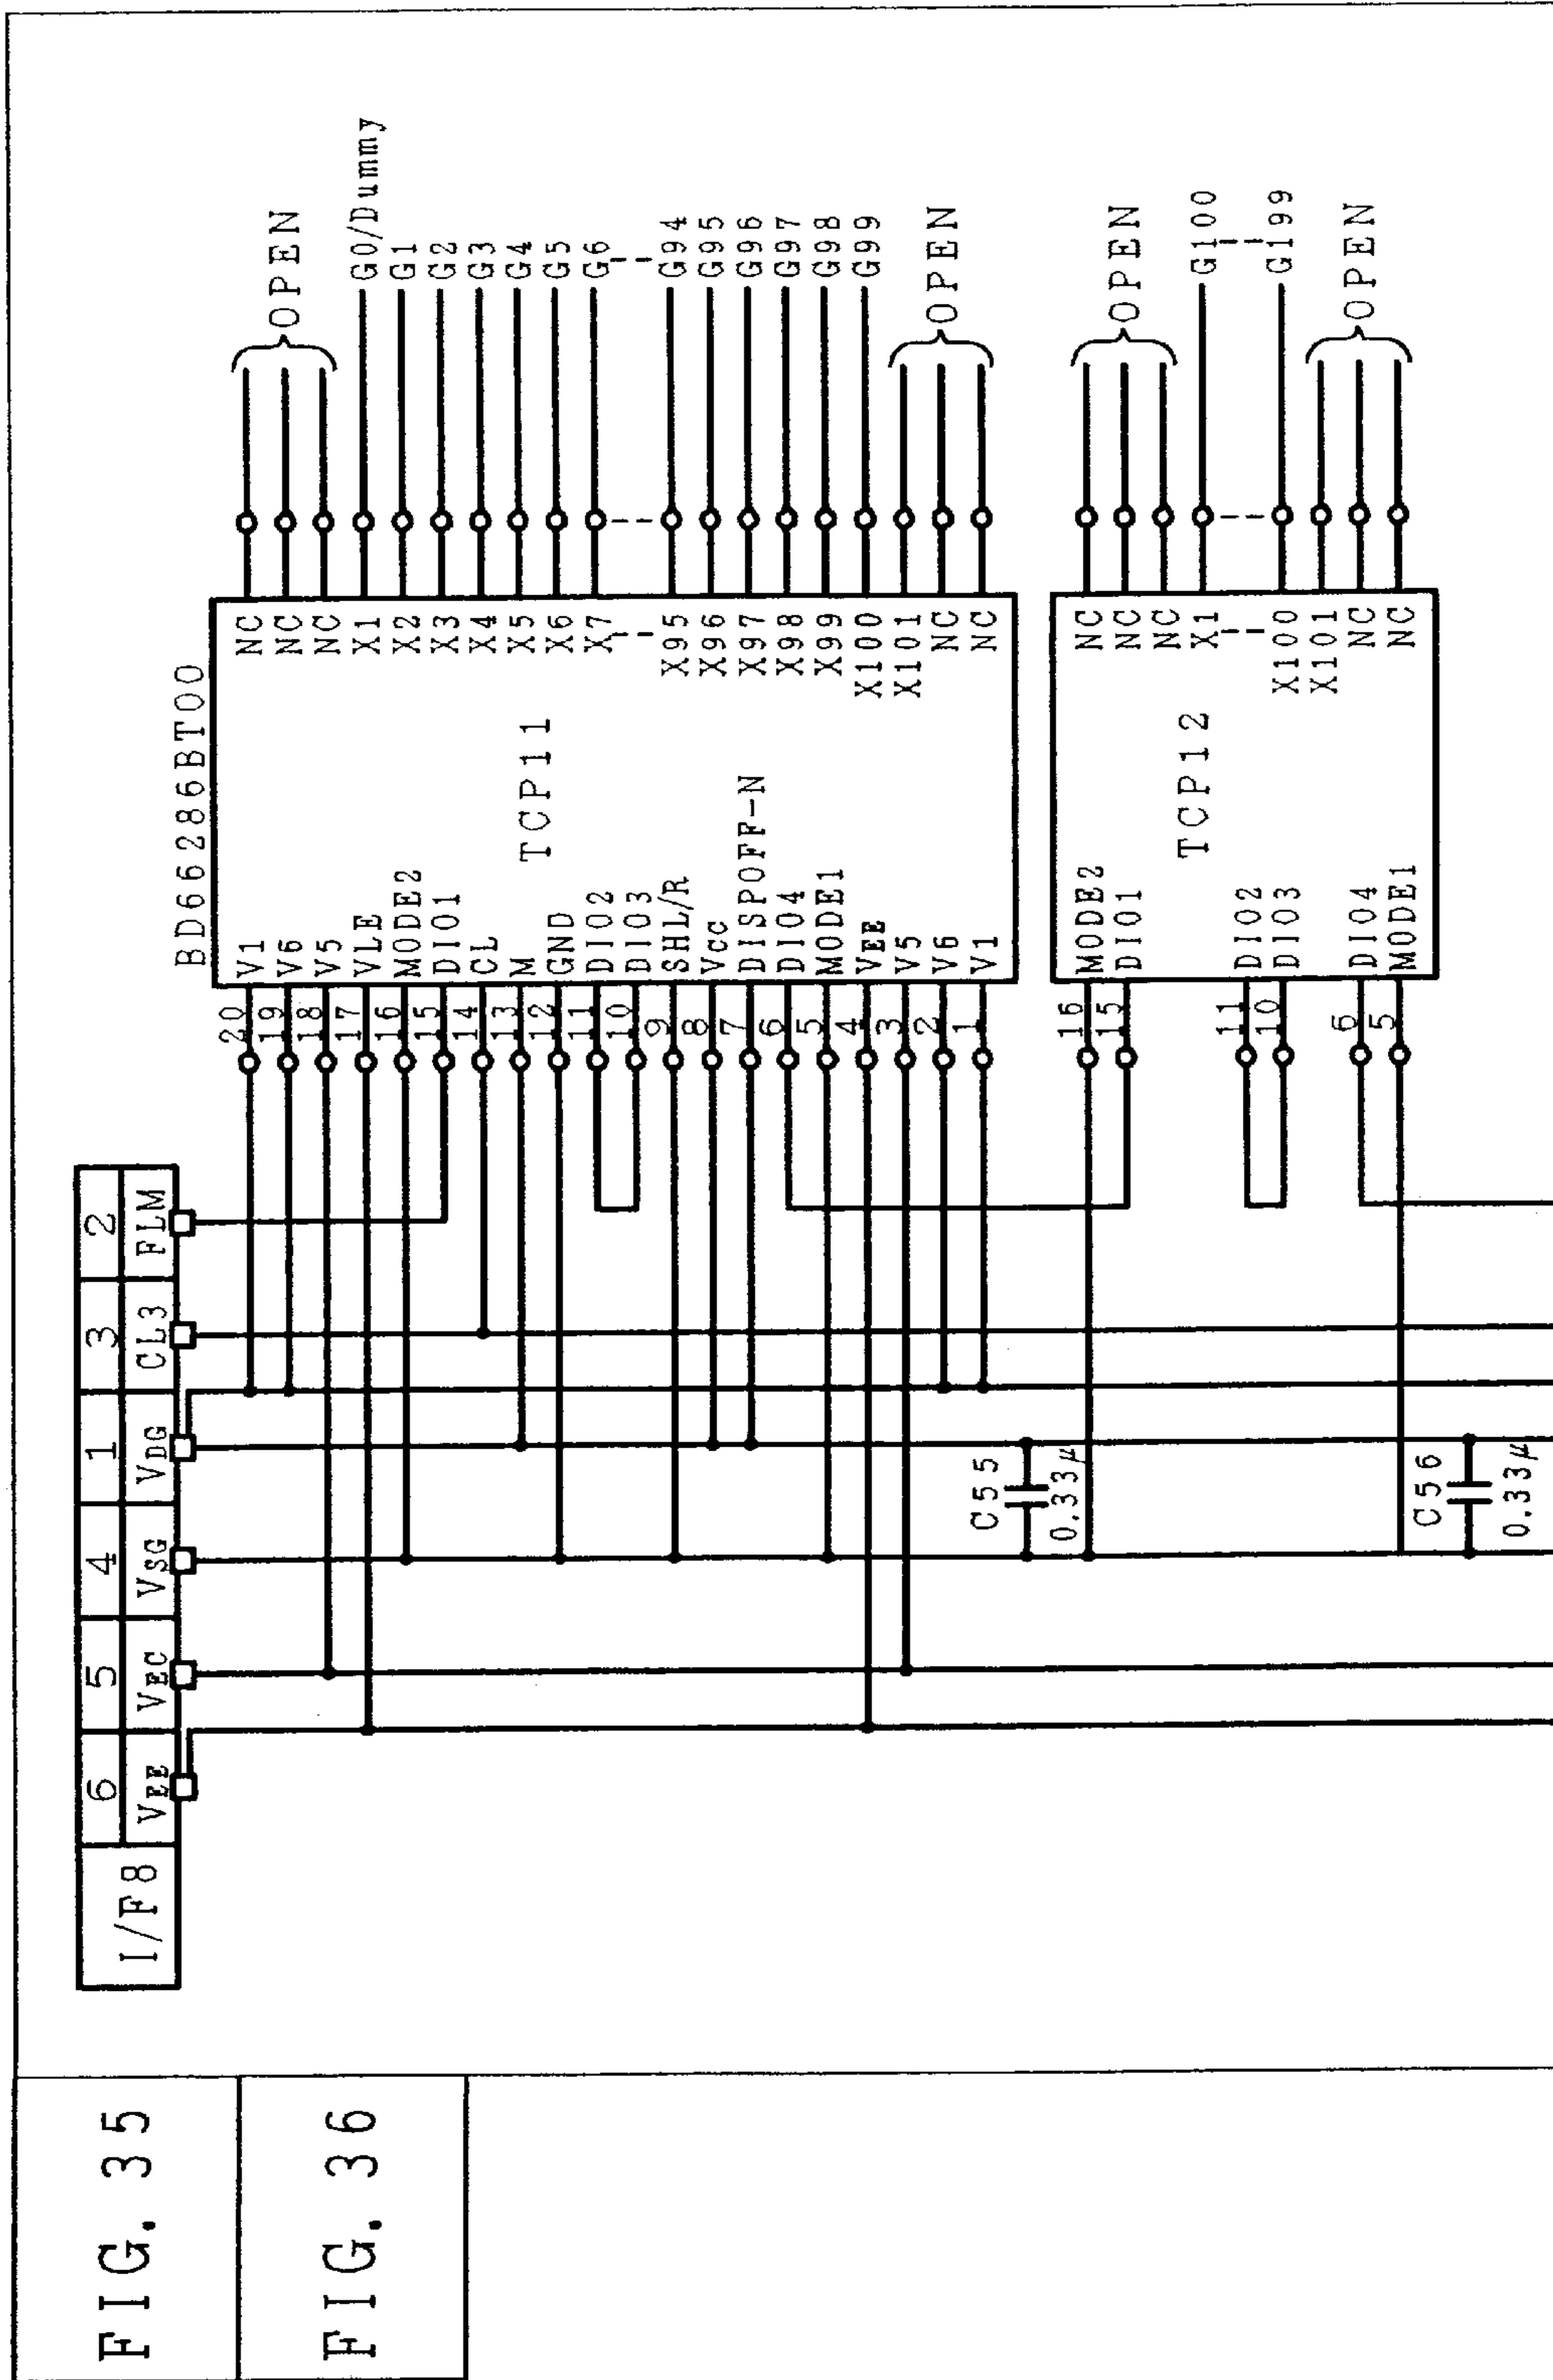 FIG. 35
FIG. 36
I/F8
6 5 4 1 3 2
VEE VEC VSG VDG CL3 FLM
BD66286BT00
TCP11
20 V1
19 V6
18 V5
17 VLE
16 MODE2
15 DIO1
14 CL
13 M
12 GND
11 DIO2
10 DIO3
9 SHL/R
8 VCC
7 DISPOFF-N
6 DIO4
5 MODE1
4 VEE
3 V5
2 V6
1 V1
NC
NC
NC
OPEN
X1 G0/Dummy
X2 G1
X3 G2
X4 G3
X5 G4
X6 G5
X7 G6
X95 G94
X96 G95
X97 G96
X98 G97
X99 G98
X100 G99
X101
NC
NC
OPEN
C55
0.33μ
TCP12
16 MODE2
15 DIO1
11 DIO2
10 DIO3
6 DIO4
5 MODE1
NC
NC
NC
OPEN
X1 G100
X100 G199
X101
NC
NC
OPEN
C56
0.33μ